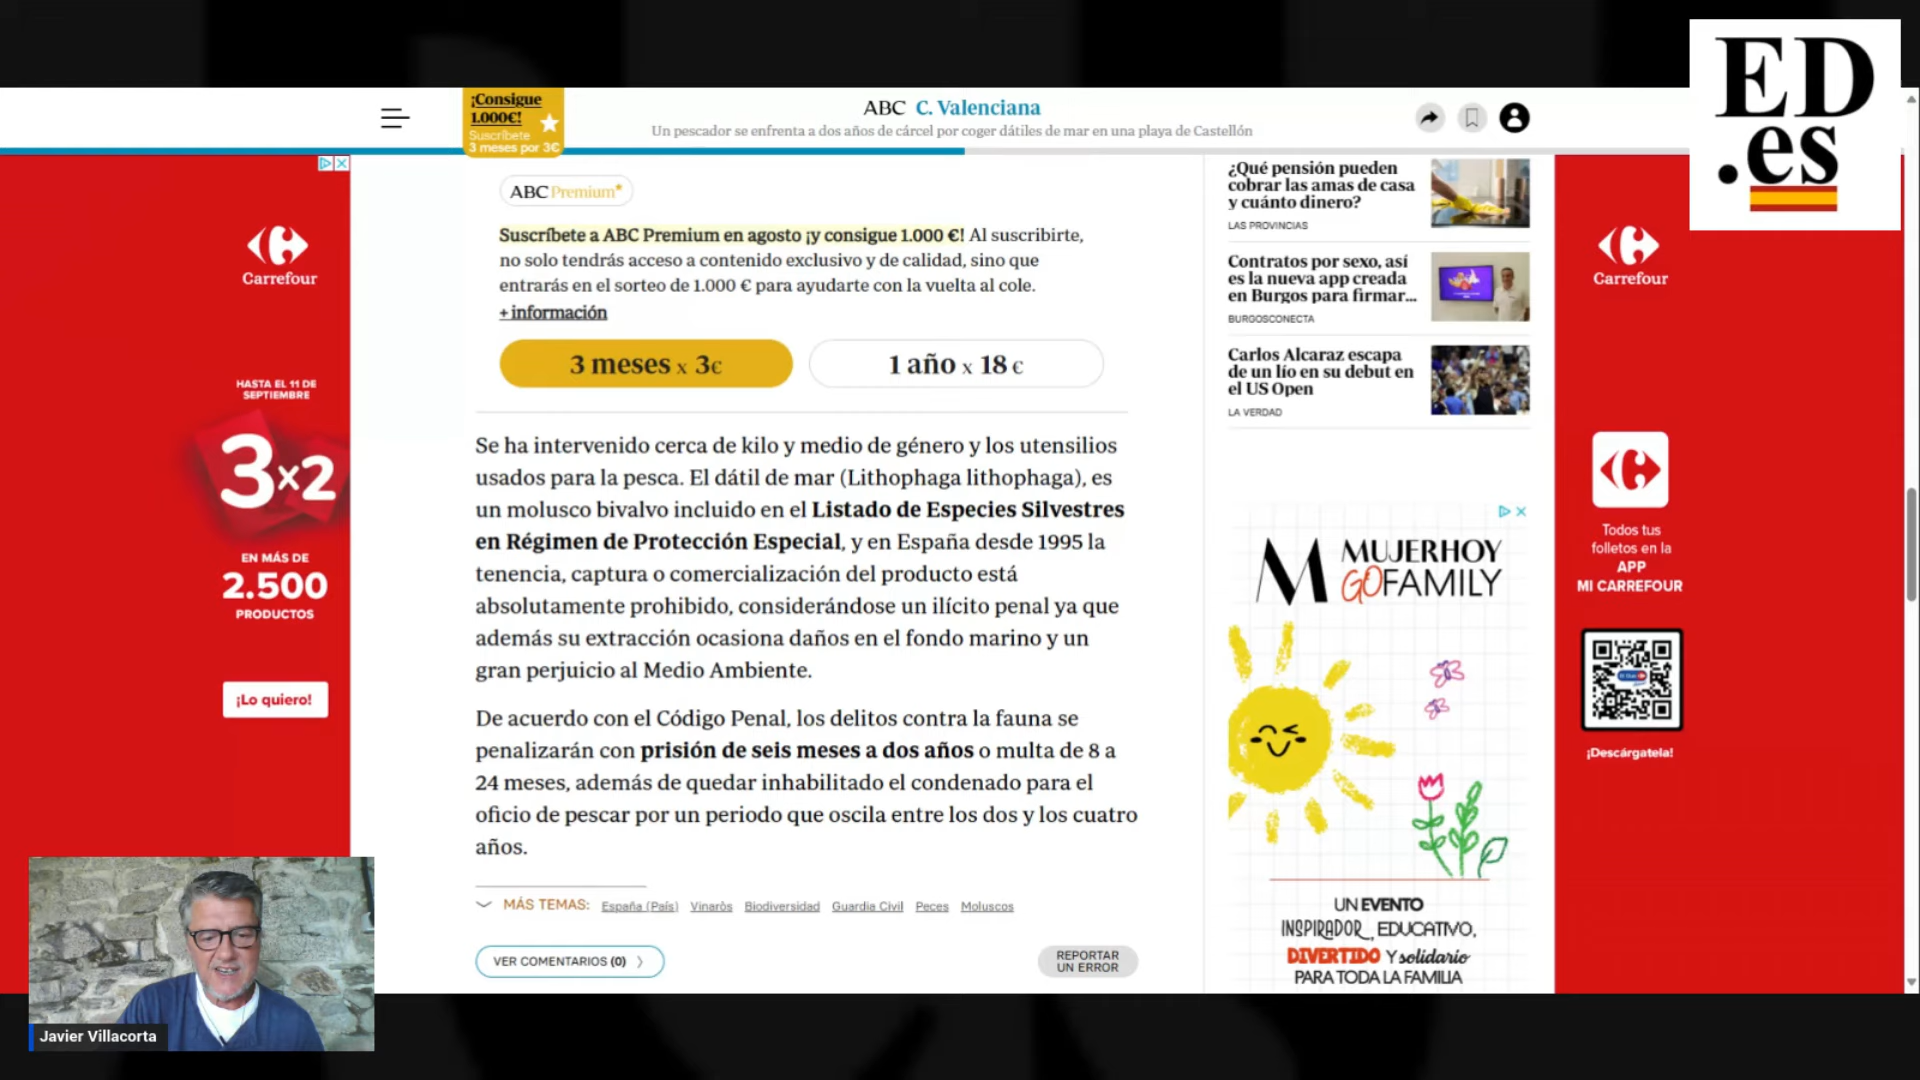 ED
.es
¡Consigue
1.000€!
Suscríbete
3 meses por 3€
ABC C. Valenciana
Un pescador se enfrenta a dos años de cárcel por coger dátiles de mar en una playa de Castellón
Carrefour
HASTA EL 11 DE
SEPTIEMBRE
3x2
EN MÁS DE
2.500
PRODUCTOS
¡Lo quiero!
ABC Premium*
Suscríbete a ABC Premium en agosto ¡y consigue 1.000 €! Al suscribirte,
no solo tendrás acceso a contenido exclusivo y de calidad, sino que
entrarás en el sorteo de 1.000 € para ayudarte con la vuelta al cole.
+ información
3 meses x 3€
1 año x 18 €
Se ha intervenido cerca de kilo y medio de género y los utensilios
usados para la pesca. El dátil de mar (Lithophaga lithophaga), es
un molusco bivalvo incluido en el Listado de Especies Silvestres
en Régimen de Protección Especial, y en España desde 1995 la
tenencia, captura o comercialización del producto está
absolutamente prohibido, considerándose un ilícito penal ya que
además su extracción ocasiona daños en el fondo marino y un
gran perjuicio al Medio Ambiente.
De acuerdo con el Código Penal, los delitos contra la fauna se
penalizarán con prisión de seis meses a dos años o multa de 8 a
24 meses, además de quedar inhabilitado el condenado para el
oficio de pescar por un periodo que oscila entre los dos y los cuatro
años.
MÁS TEMAS: España (País) Vinaròs Biodiversidad Guardia Civil Peces Moluscos
VER COMENTARIOS (0)
REPORTAR
UN ERROR
¿Qué pensión pueden
cobrar las amas de casa
y cuánto dinero?
LAS PROVINCIAS
Contratos por sexo, así
es la nueva app creada
en Burgos para firmar...
BURGOSCONECTA
Carlos Alcaraz escapa
de un lío en su debut en
el US Open
LA VERDAD
M MUJERHOY
GOFAMILY
UN EVENTO
INSPIRADOR, EDUCATIVO,
DIVERTIDO Y solidario
PARA TODA LA FAMILIA
Carrefour
Todos tus
folletos en la
APP
MI CARREFOUR
¡Descárgatela!
Javier Villacorta